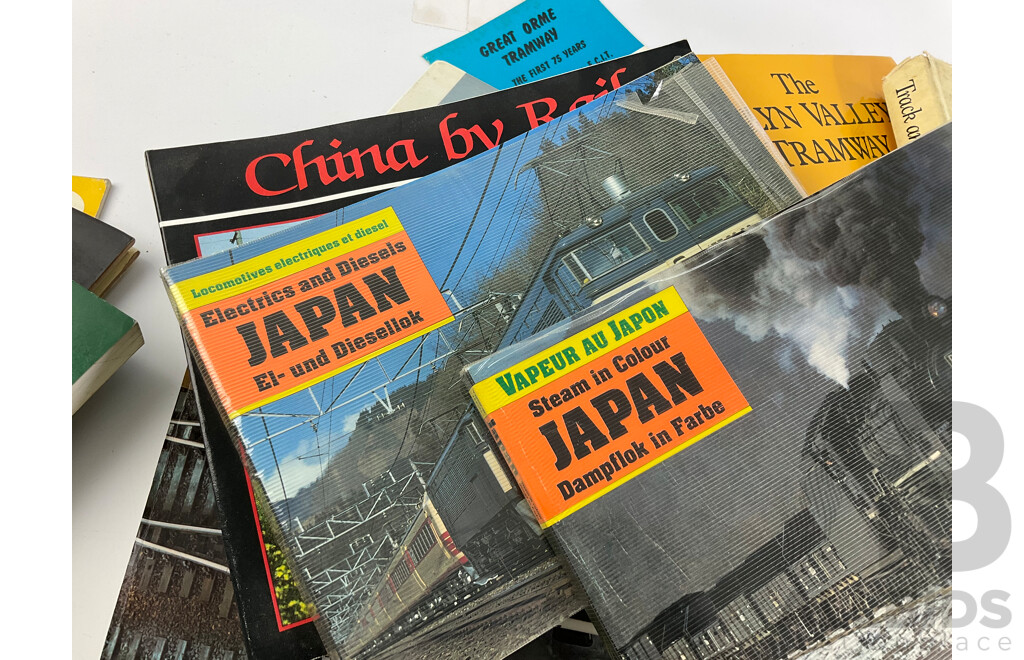 GREAT ORME
TRAMWAY
THE FIRST 75 YEARS
China by Rail
The
LYN VALLEY
TRAMWAY
Track
Locomotives electriques et diesel
Electrics and Diesels
JAPAN
El- und Diesellok
VAPEUR AU JAPON
Steam in Colour
JAPAN
Dampflok in Farbe